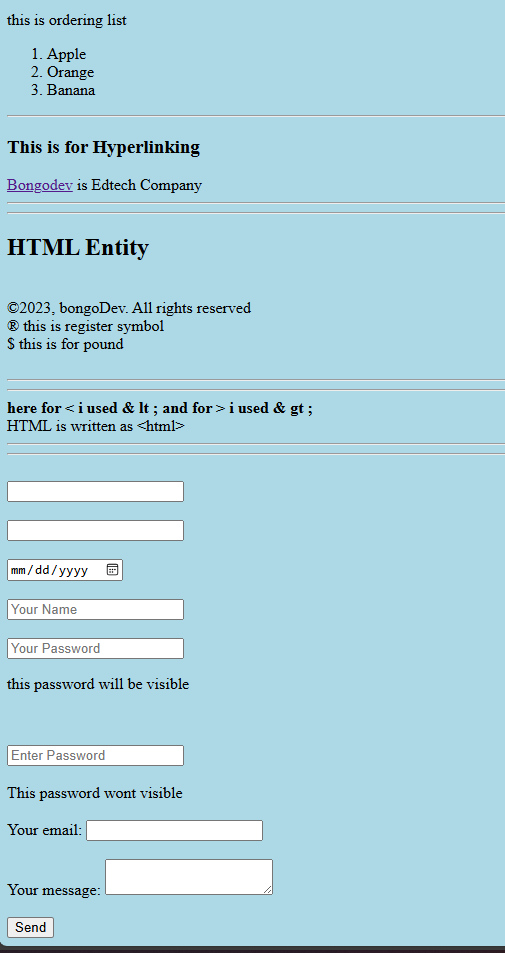 this is ordering list
1. Apple
2. Orange
3. Banana
This is for Hyperlinking
Bongodev is Edtech Company
HTML Entity
©2023, bongoDev. All rights reserved
® this is register symbol
$ this is for pound
here for < i used & lt ; and for > i used & gt ;
HTML is written as <html>
mm/dd/yyyy
Your Name
Your Password
this password will be visible
Enter Password
This password wont visible
Your email:
Your message:
Send